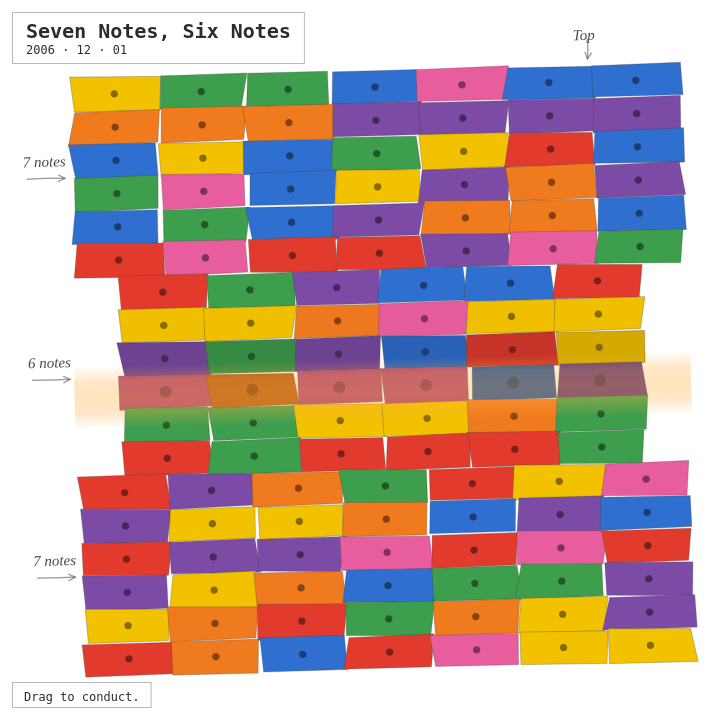 Seven Notes, Six Notes
2006 · 12 · 01
Top
7 notes
6 notes
7 notes
Drag to conduct.